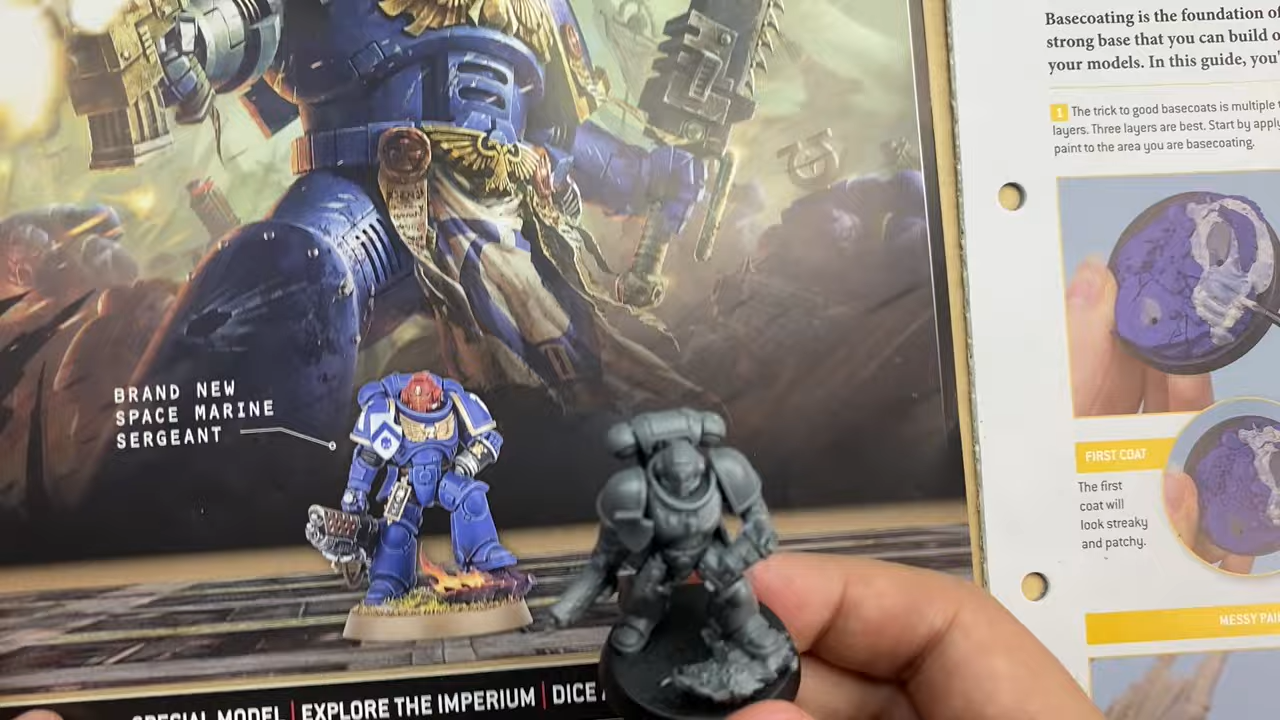 BRAND NEW
SPACE MARINE
SERGEANT
SPECIAL MODEL | EXPLORE THE IMPERIUM | DICE
Basecoating is the foundation of
strong base that you can build
your models. In this guide, you'
1 The trick to good basecoats is multiple
layers. Three layers are best. Start by
paint to the area you are basecoating.
FIRST COAT
The first
coat will
look streaky
and patchy.
MESSY